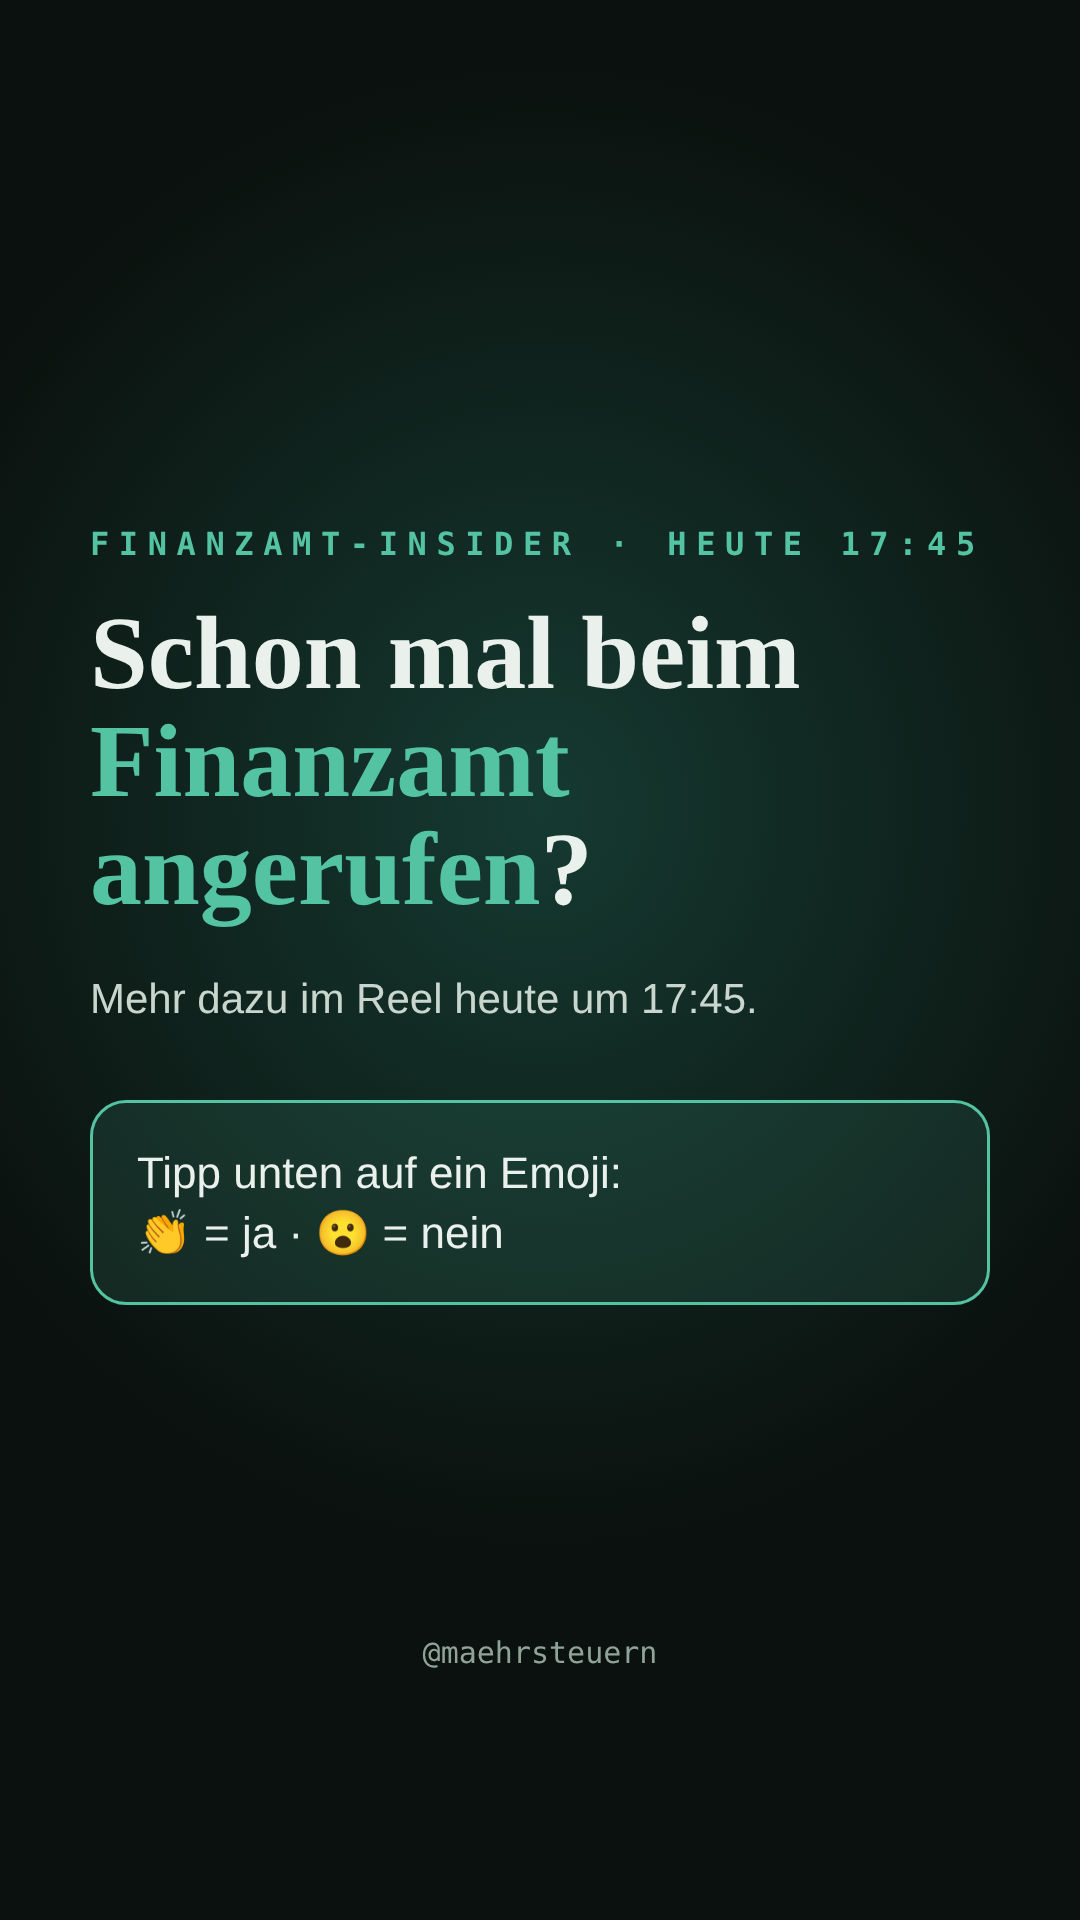 FINANZAMT-INSIDER · HEUTE 17:45
Schon mal beim
Finanzamt
angerufen?
Mehr dazu im Reel heute um 17:45.
Tipp unten auf ein Emoji:
👏 = ja · 😮 = nein
@maehrsteuern